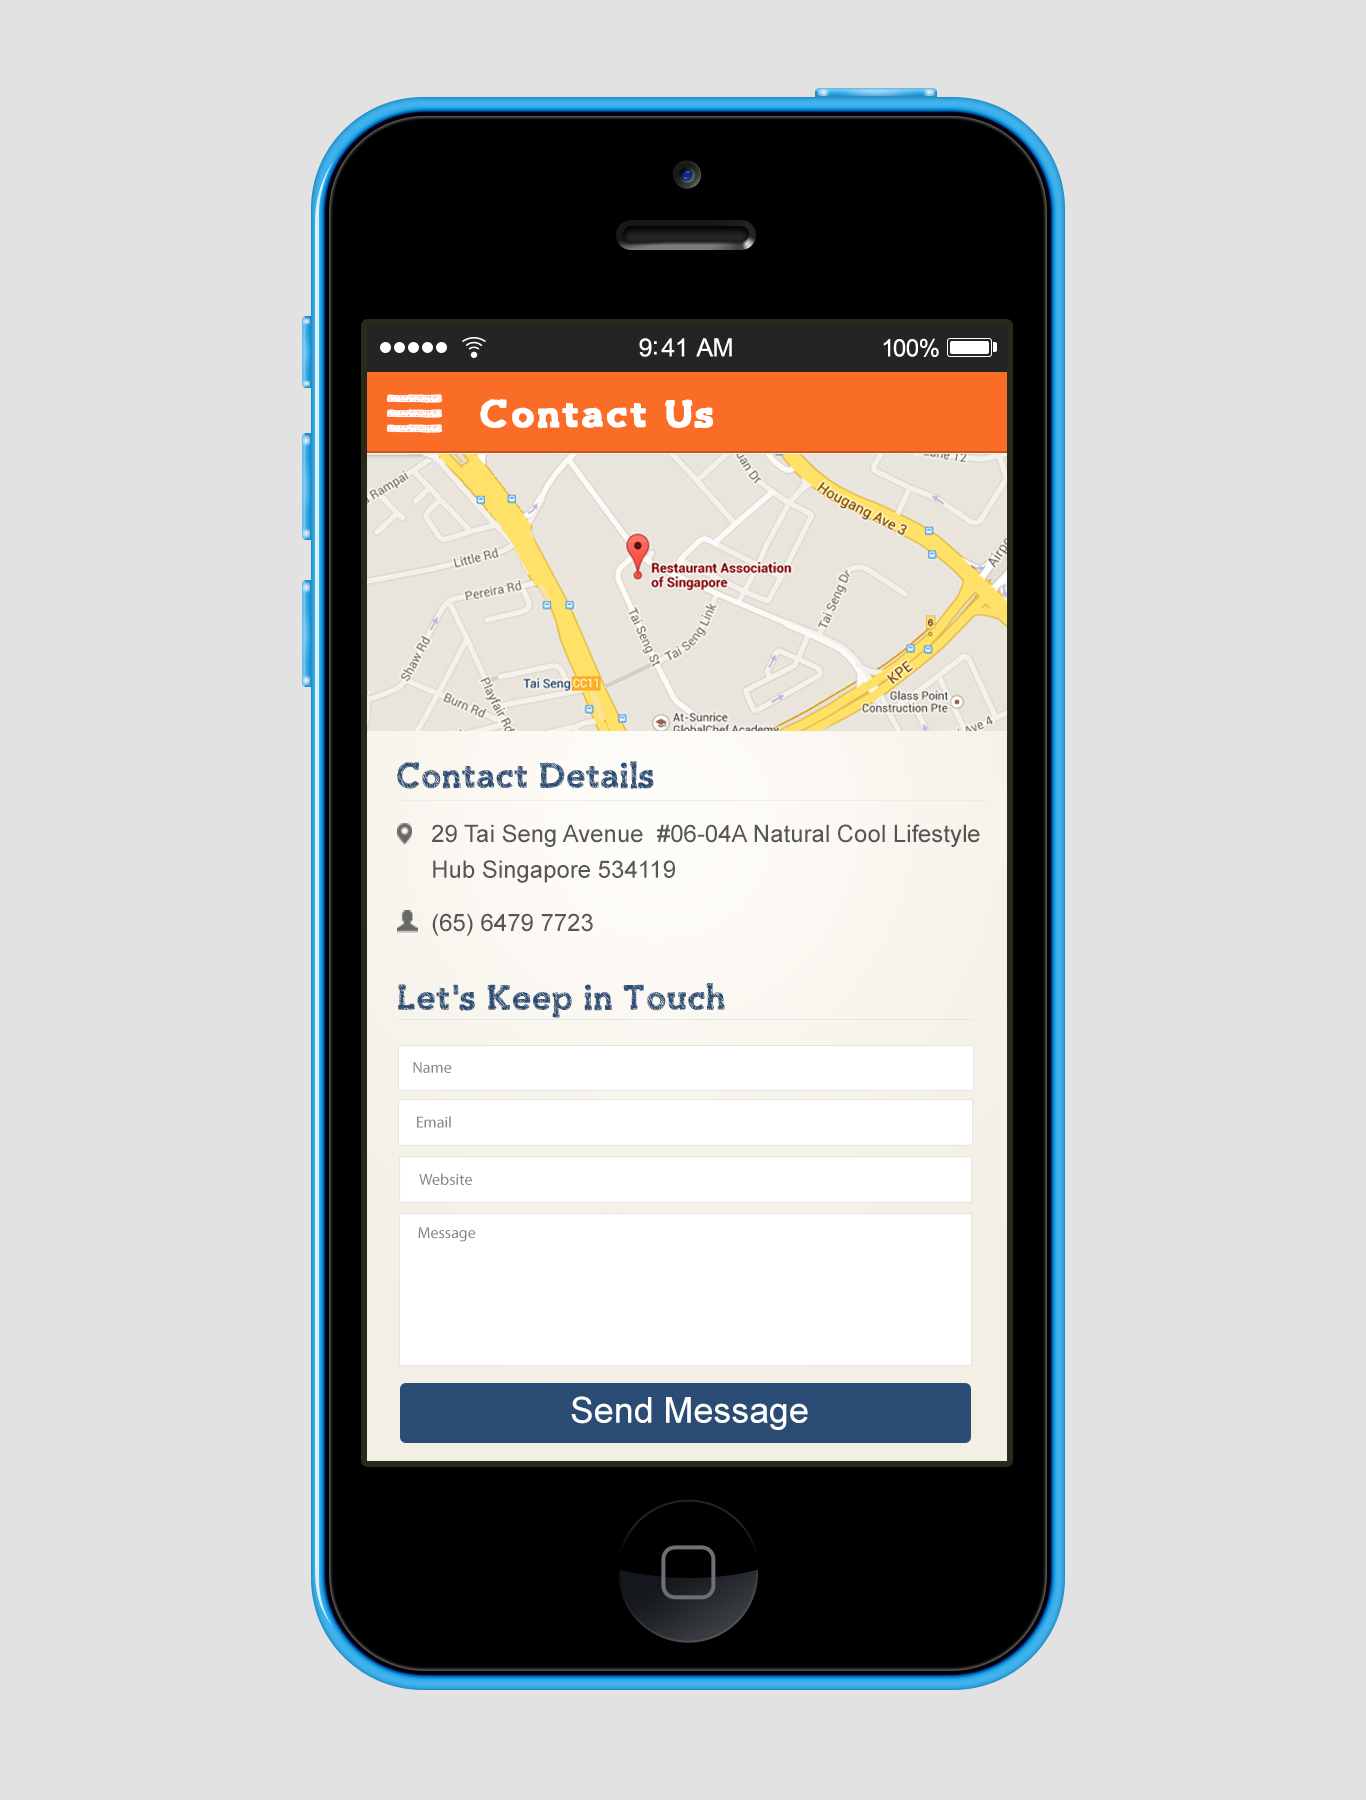 9:41 AM
100%
Contact Us
Rampai
Hougang Ave 3
Little Rd
Pereira Rd
Restaurant Association
of Singapore
Tai Seng Dr
Tai Seng St
Tai Seng Link
6
Shaw Rd
KPE
Tai Seng CC11
Burn Rd
Playfair Rd
Glass Point
Construction Pte
At-Sunrice
GlobalChef Academy
Ave 4
Contact Details
29 Tai Seng Avenue #06-04A Natural Cool Lifestyle
Hub Singapore 534119
(65) 6479 7723
Let's Keep in Touch
Name
Email
Website
Message
Send Message